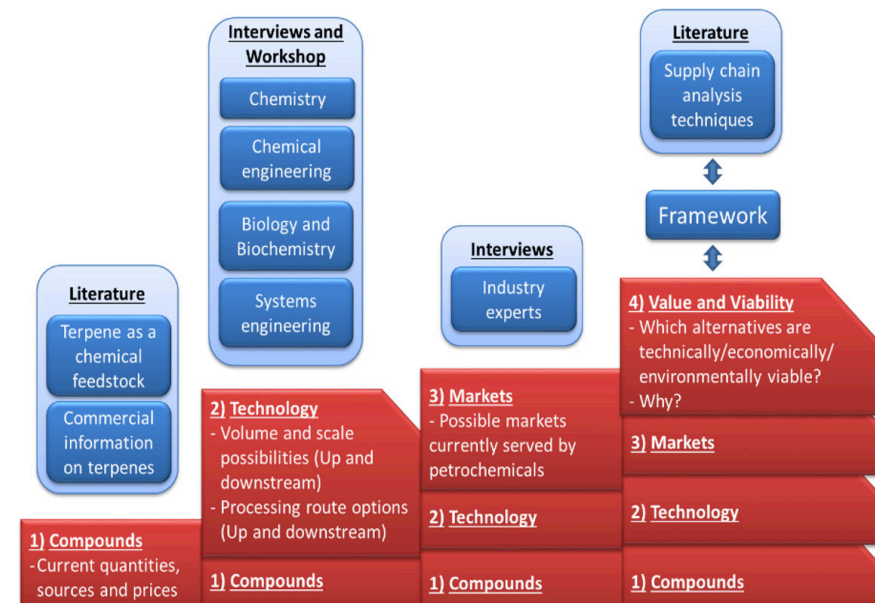 Literature
Terpene as a
chemical
feedstock
Commercial
information
on terpenes
1) Compounds
-Current quantities,
sources and prices
Interviews and
Workshop
Chemistry
Chemical
engineering
Biology and
Biochemistry
Systems
engineering
2) Technology
- Volume and scale
possibilities (Up and
downstream)
- Processing route options
(Up and downstream)
1) Compounds
Interviews
Industry
experts
3) Markets
- Possible markets
currently served by
petrochemicals
2) Technology
1) Compounds
Literature
Supply chain
analysis
techniques
Framework
4) Value and Viability
- Which alternatives are
technically/economically/
environmentally viable?
- Why?
3) Markets
2) Technology
1) Compounds